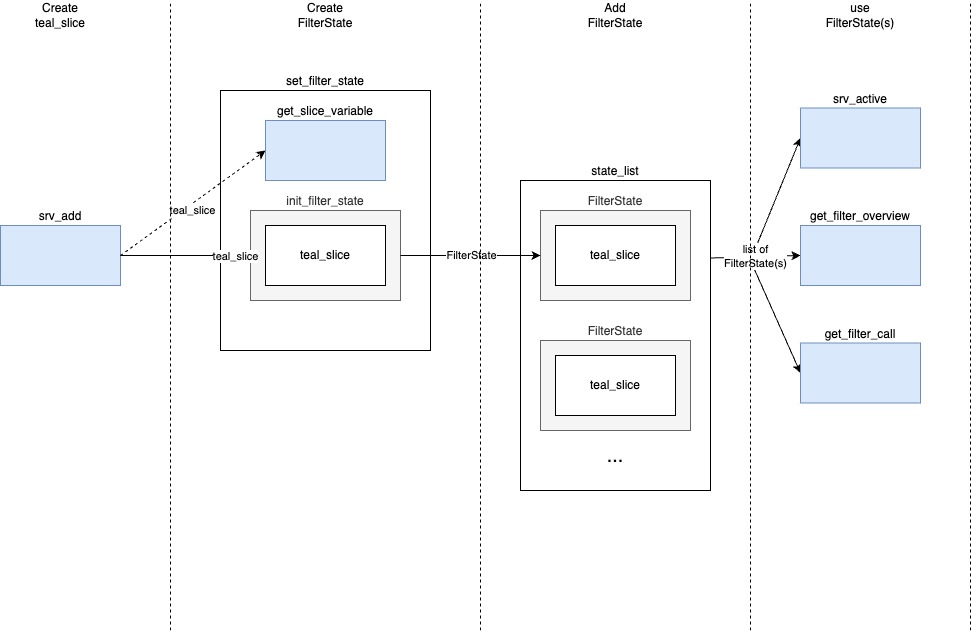 Create
teal_slice
Create
FilterState
Add
FilterState
use
FilterState(s)
set_filter_state
get_slice_variable
srv_active
state_list
init_filter_state
FilterState
teal_slice
srv_add
get_filter_overview
teal_slice
teal_slice
FilterState
teal_slice
list of
FilterState(s)
FilterState
get_filter_call
teal_slice
...